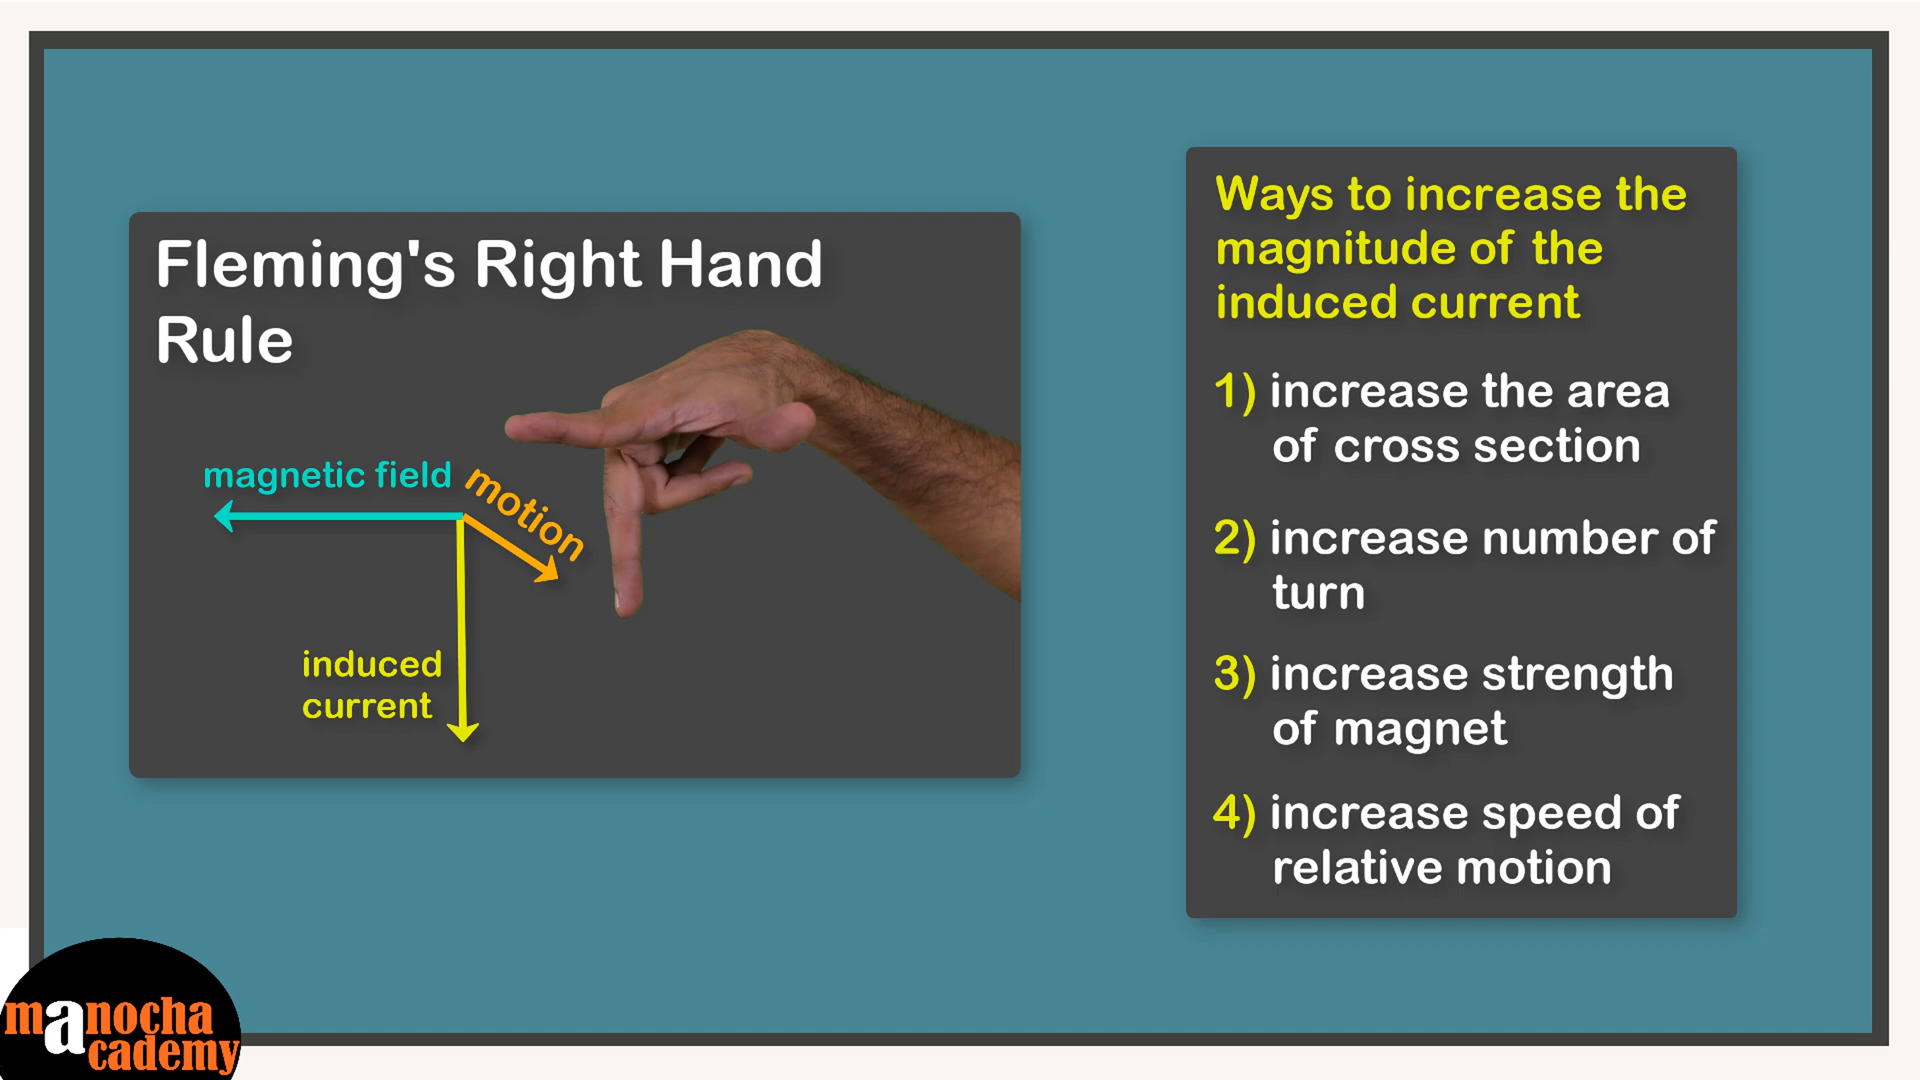 Fleming's Right Hand
Rule
magnetic field
motion
induced
current
Ways to increase the
magnitude of the
induced current
1) increase the area
of cross section
2) increase number of
turn
3) increase strength
of magnet
4) increase speed of
relative motion
manocha
academy